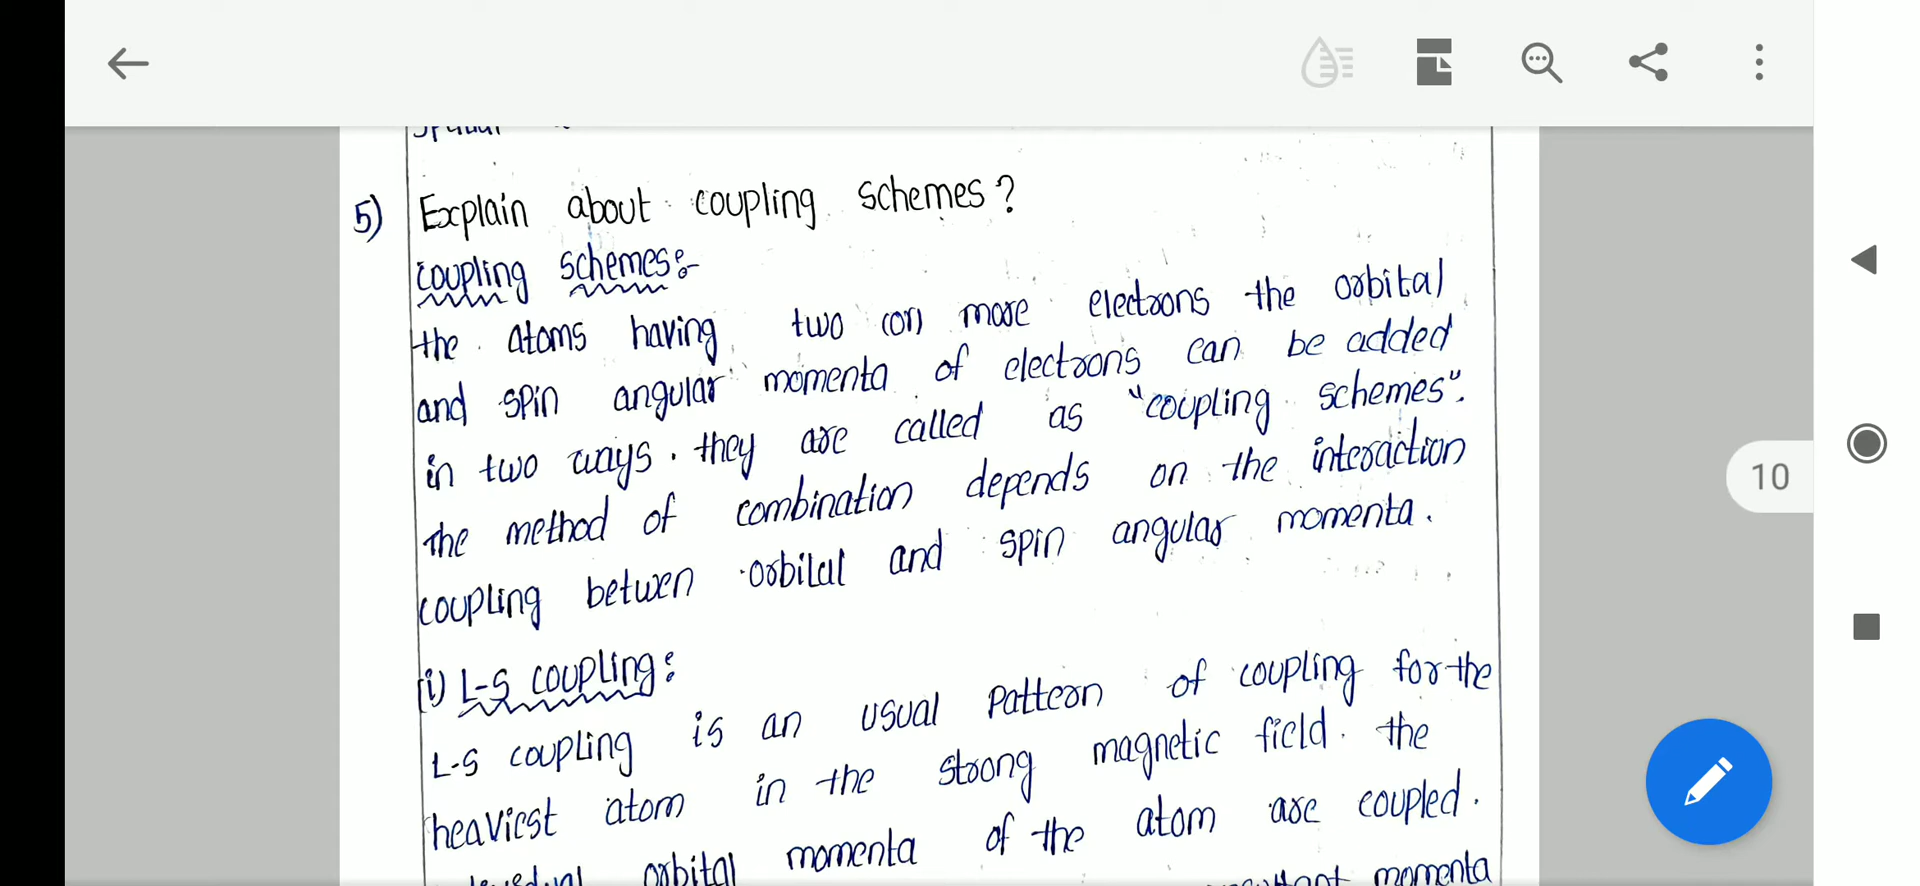 5) Explain about coupling schemes?
coupling schemes:-
the atoms having two (or) more electrons the orbital
and spin angular momenta of electrons can be added
in two ways. they are called as "coupling schemes".
the method of combination depends on the interaction
coupling betwen orbital and spin angular momenta.
(i) L-S coupling:
L-S coupling is an usual pattern of coupling for the
heaviest atom in the strong magnetic field. the
orbital momenta of the atom are coupled.
momenta
10